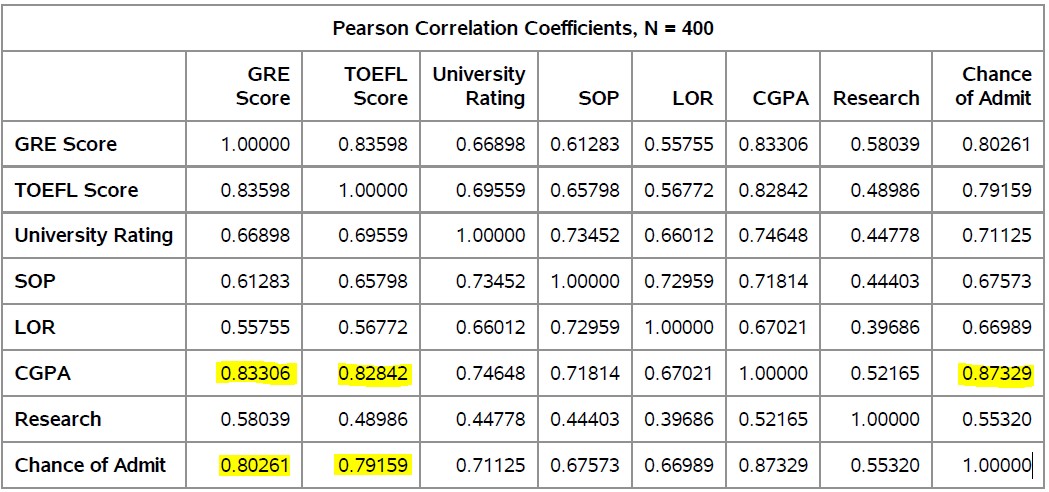 Pearson Correlation Coefficients, N = 400
GRE Score TOEFL Score University Rating SOP LOR CGPA Research Chance of Admit
GRE Score 1.00000 0.83598 0.66898 0.61283 0.55755 0.83306 0.58039 0.80261
TOEFL Score 0.83598 1.00000 0.69559 0.65798 0.56772 0.82842 0.48986 0.79159
University Rating 0.66898 0.69559 1.00000 0.73452 0.66012 0.74648 0.44778 0.71125
SOP 0.61283 0.65798 0.73452 1.00000 0.72959 0.71814 0.44403 0.67573
LOR 0.55755 0.56772 0.66012 0.72959 1.00000 0.67021 0.39686 0.66989
CGPA 0.83306 0.82842 0.74648 0.71814 0.67021 1.00000 0.52165 0.87329
Research 0.58039 0.48986 0.44778 0.44403 0.39686 0.52165 1.00000 0.55320
Chance of Admit 0.80261 0.79159 0.71125 0.67573 0.66989 0.87329 0.55320 1.00000